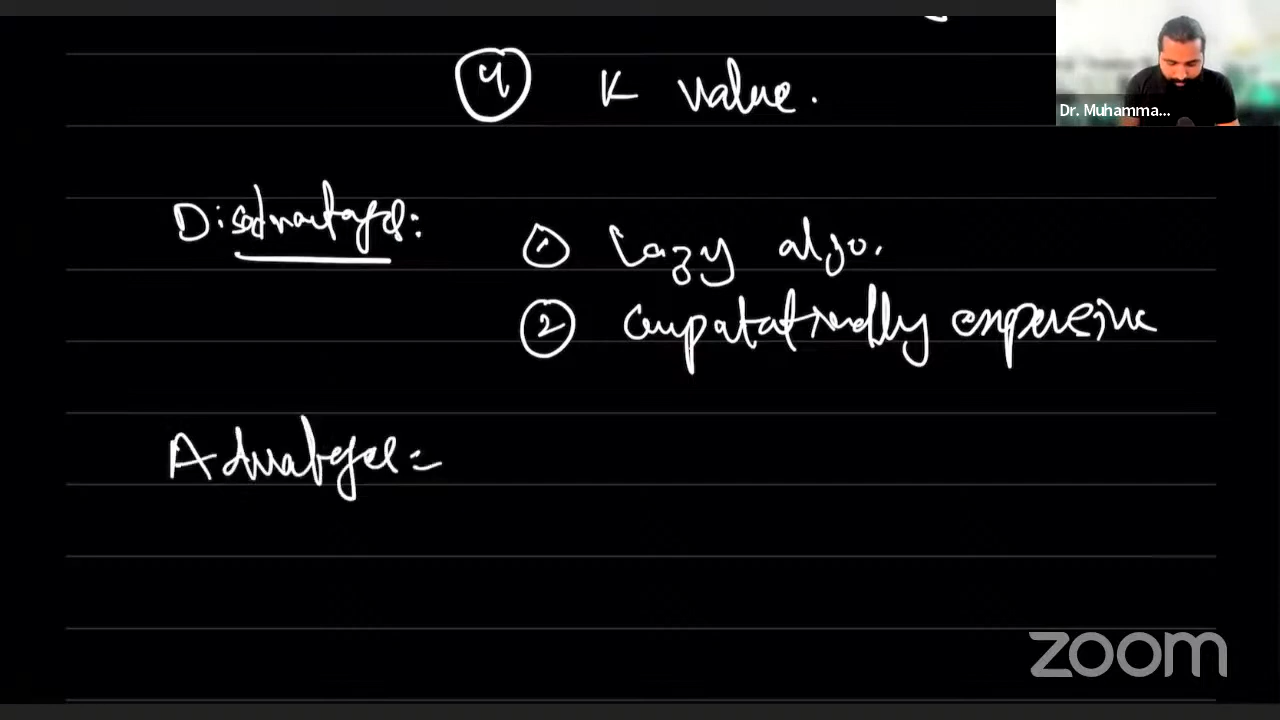 ④ K value.
Dr. Muhamma...
Disadvantages:
① Lazy algo.
② Computationally expensive
Advantages:
zoom